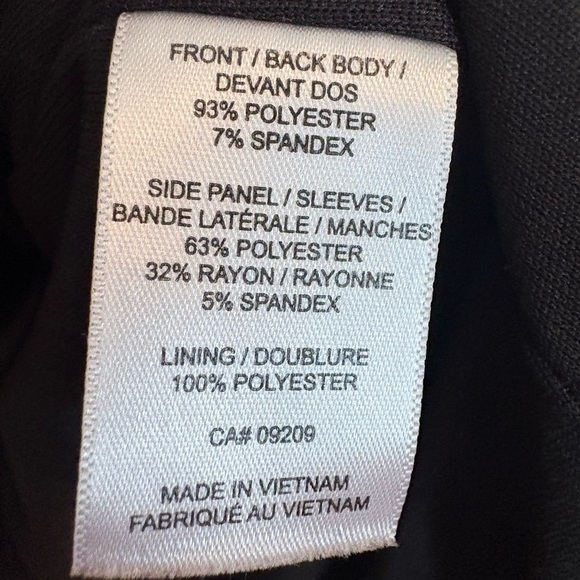 FRONT / BACK BODY /
DEVANT DOS
93% POLYESTER
7% SPANDEX
SIDE PANEL / SLEEVES /
BANDE LATÉRALE / MANCHES
63% POLYESTER
32% RAYON / RAYONNE
5% SPANDEX
LINING / DOUBLURE
100% POLYESTER
CA# 09209
MADE IN VIETNAM
FABRIQUÉ AU VIETNAM